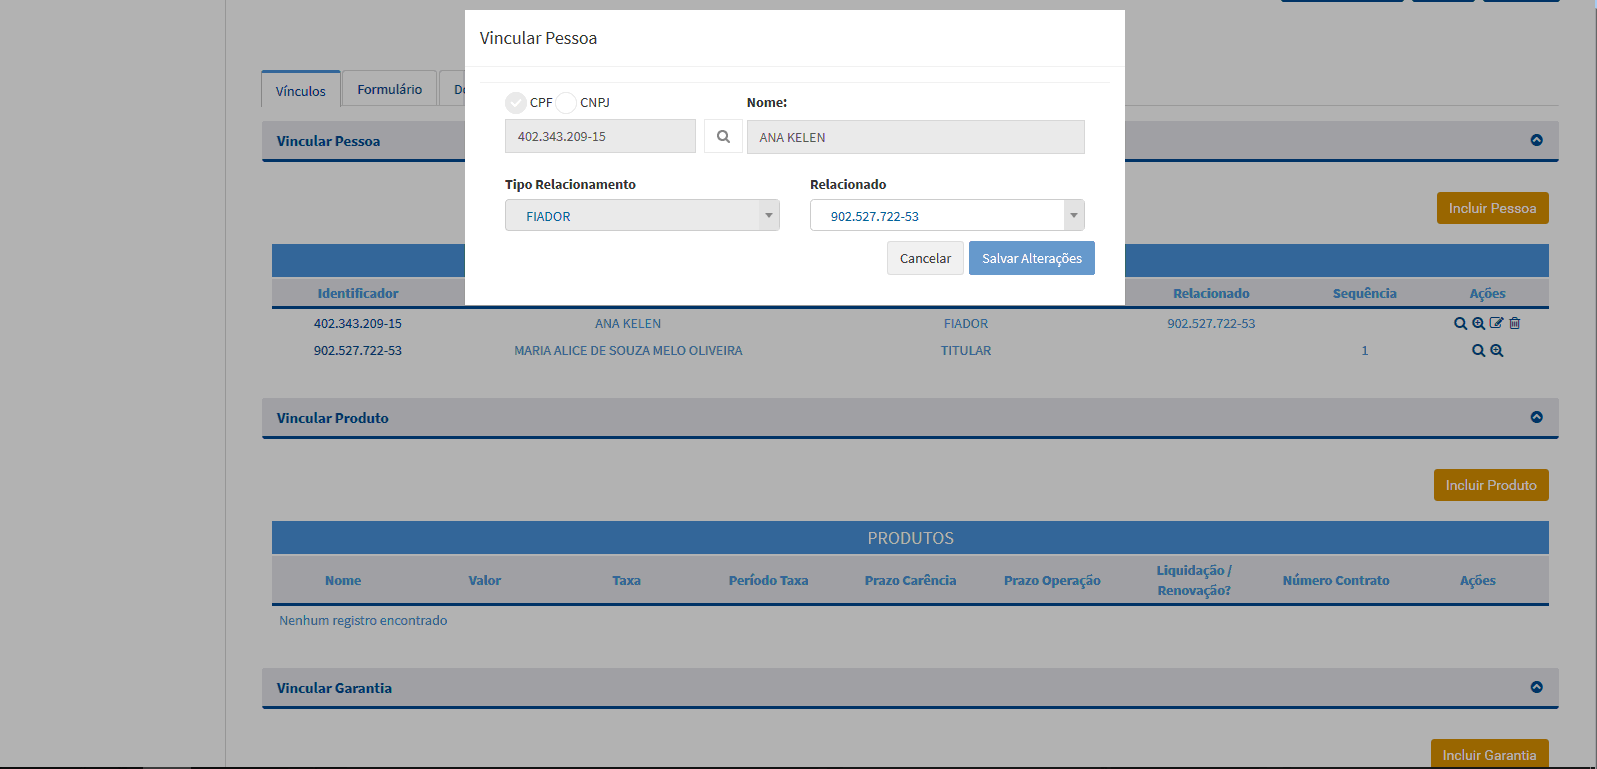 Vincular Pessoa
Vínculos
Formulário
CPF
CNPJ
Nome:
Vincular Pessoa
402.343.209-15
ANA KELEN
Tipo Relacionamento
Relacionado
Incluir Pessoa
FIADOR
902.527.722-53
Cancelar
Salvar Alterações
Identificador
Relacionado
Sequência
Ações
402.343.209-15 ANA KELEN FIADOR 902.527.722-53
902.527.722-53 MARIA ALICE DE SOUZA MELO OLIVEIRA TITULAR 1
Vincular Produto
Incluir Produto
PRODUTOS
Nome Valor Taxa Período Taxa Prazo Carência Prazo Operação Liquidação / Renovação? Número Contrato Ações
Nenhum registro encontrado
Vincular Garantia
Incluir Garantia